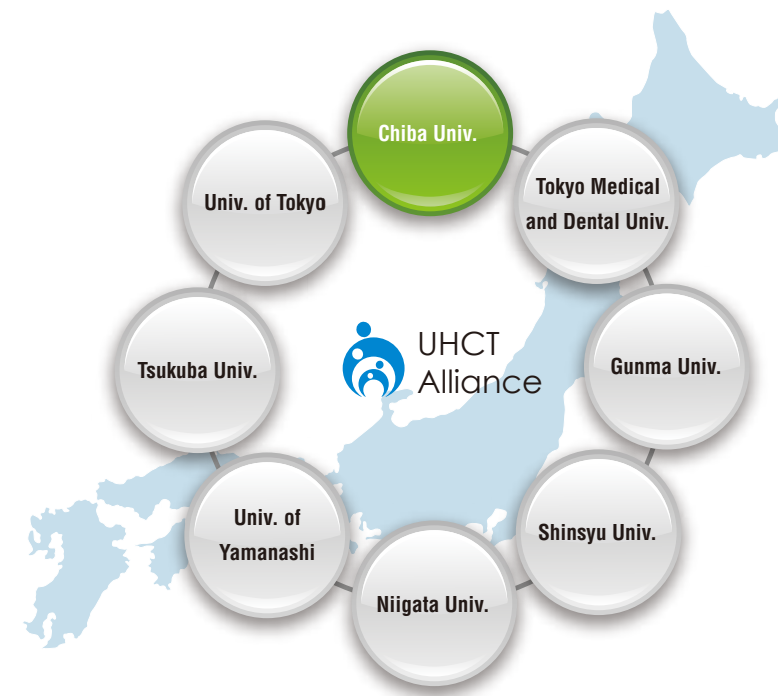 Chiba Univ.
Tokyo Medical
and Dental Univ.
Univ. of Tokyo
UHCT
Alliance
Gunma Univ.
Tsukuba Univ.
Shinsyu Univ.
Univ. of
Yamanashi
Niigata Univ.